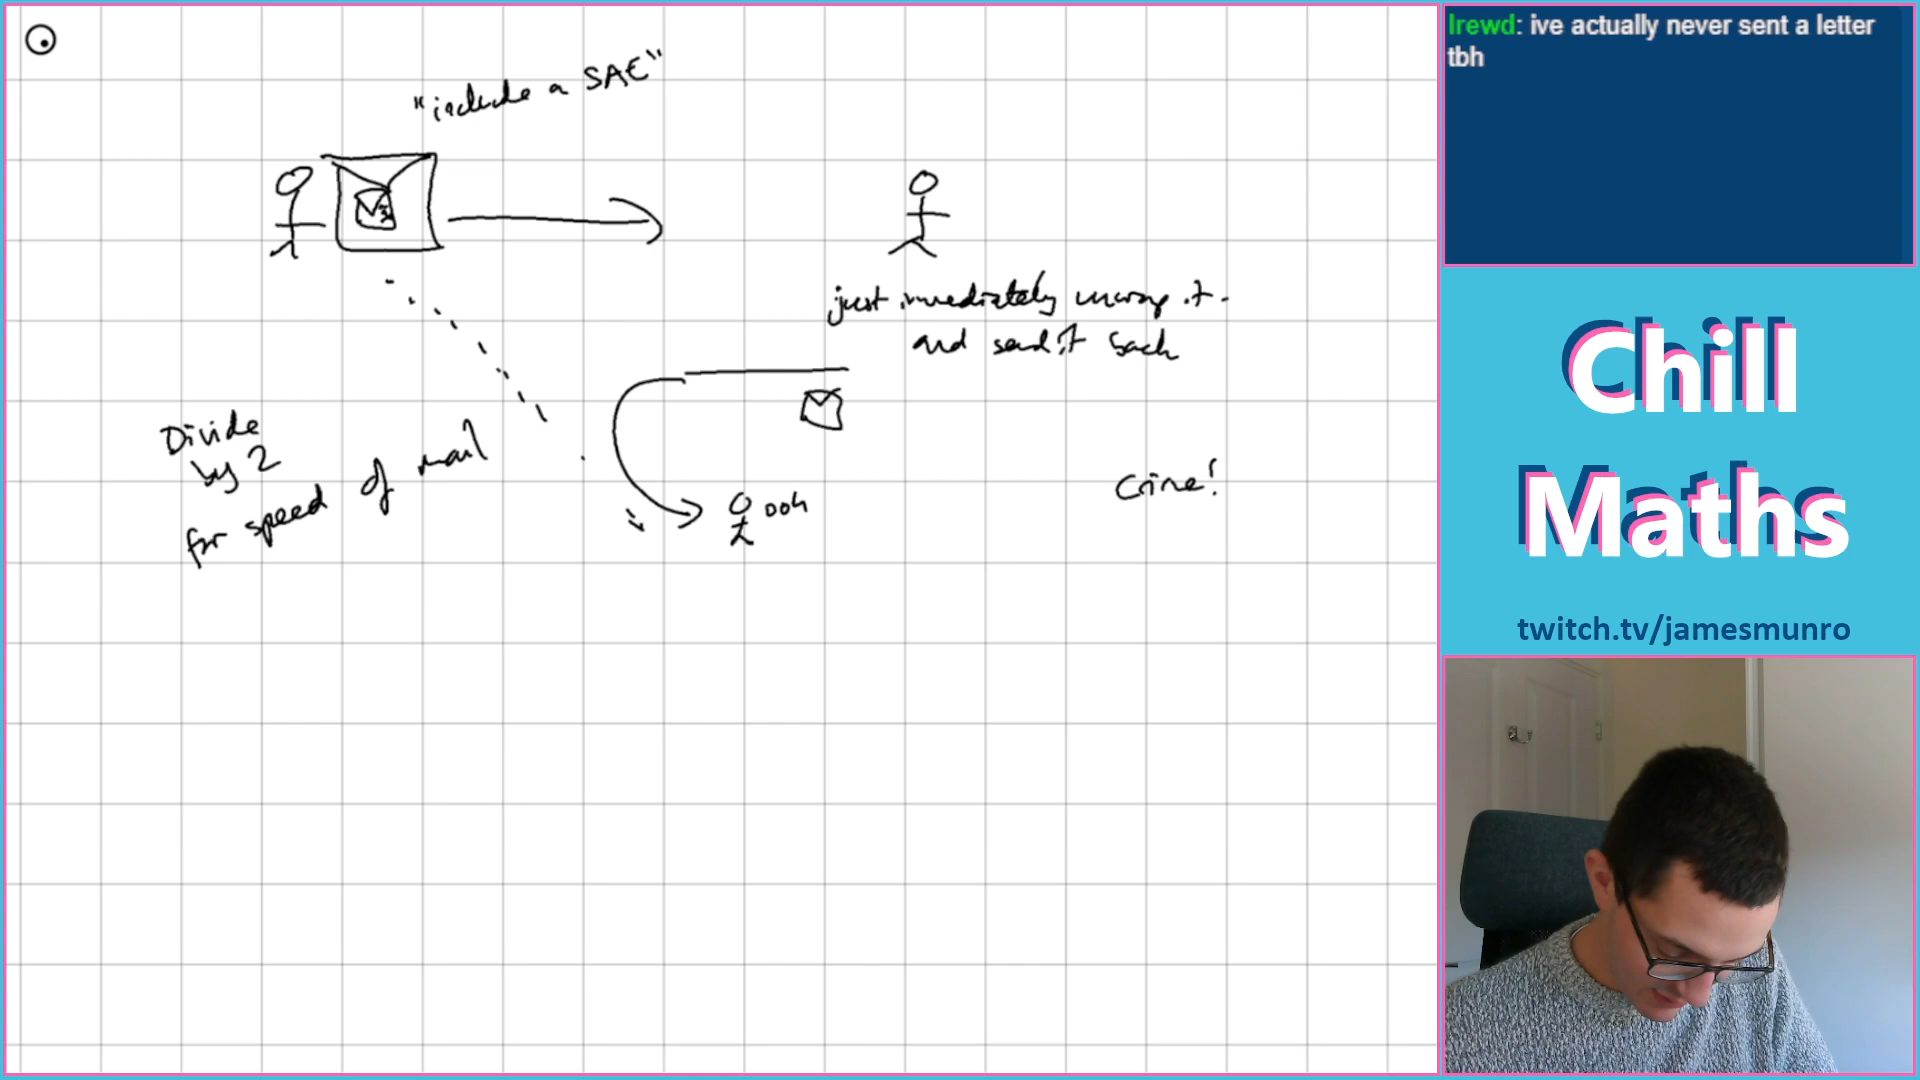 "include a SAE"
just immediately unwrap it -
and send it back
Divide
by 2
for speed of mail
ooh
Crime!
lrewd: ive actually never sent a letter
tbh
Chill
Maths
twitch.tv/jamesmunro